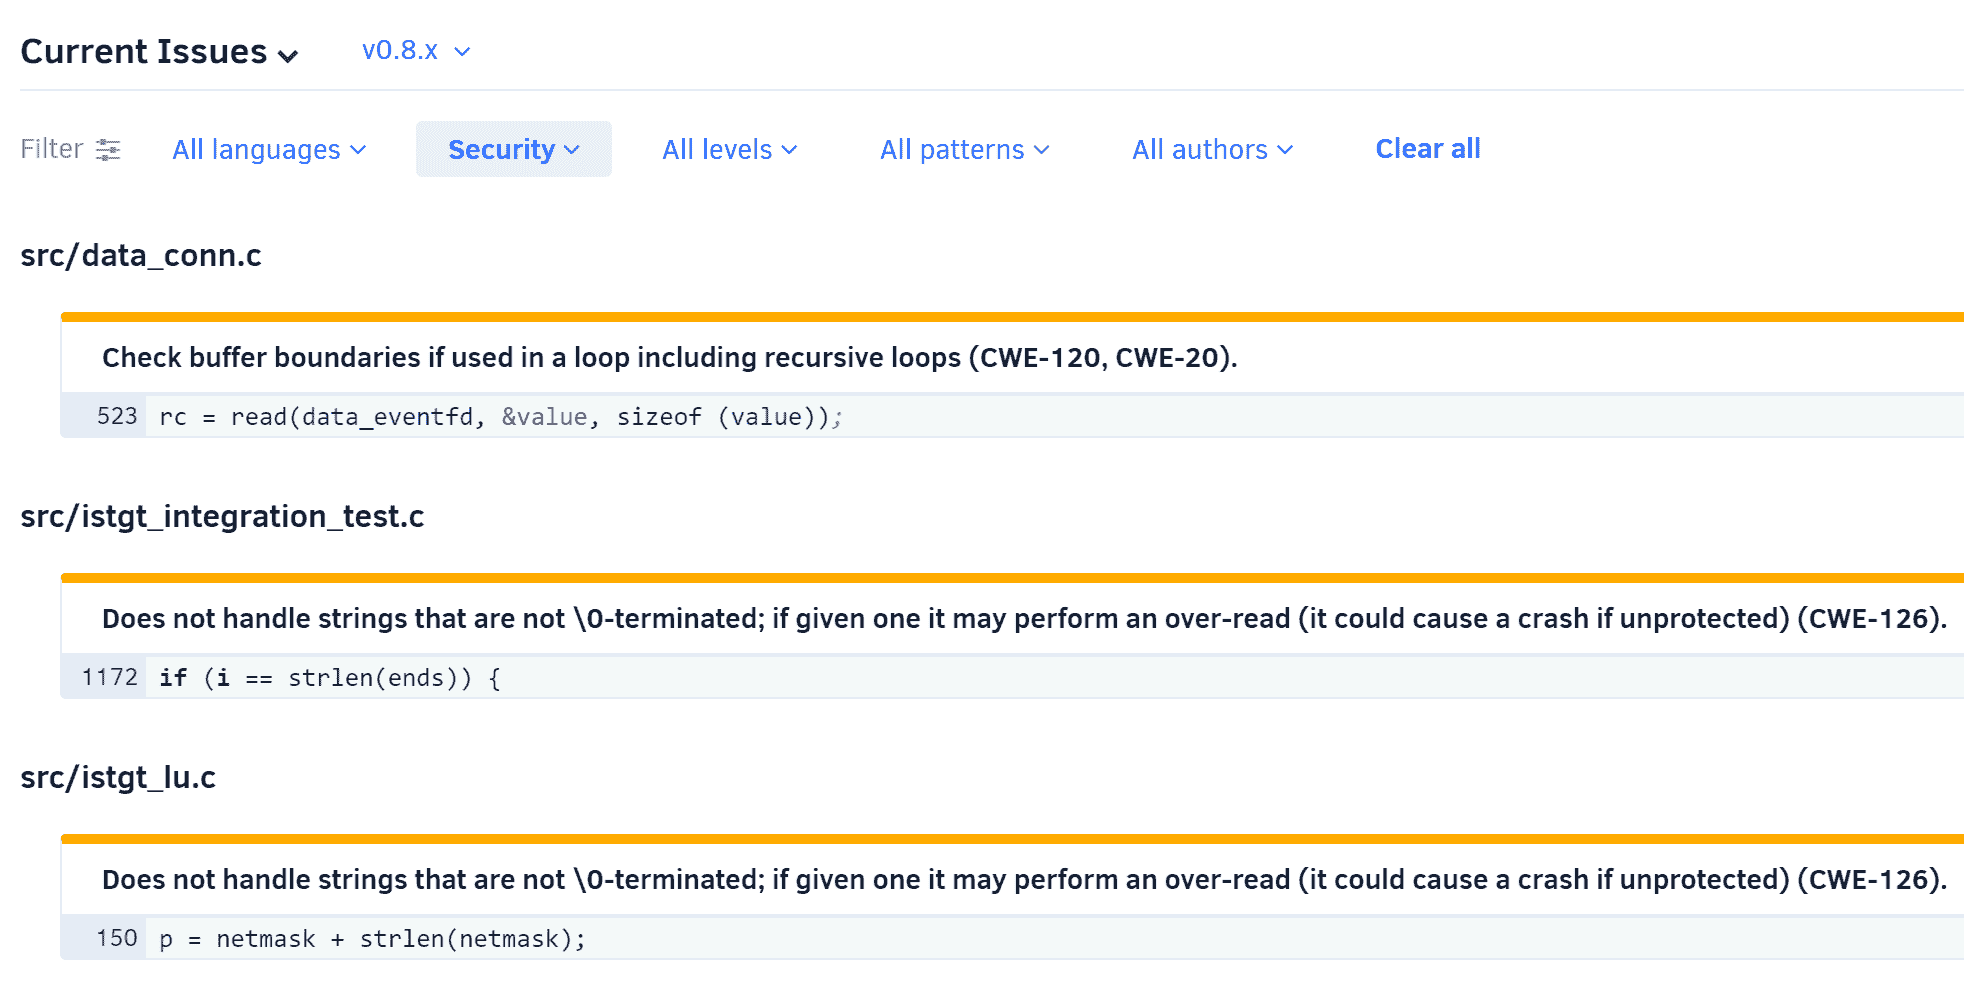 Current Issues v0.8.x
Filter All languages Security All levels All patterns All authors Clear all
src/data_conn.c
Check buffer boundaries if used in a loop including recursive loops (CWE-120, CWE-20).
523 rc = read(data_eventfd, &value, sizeof (value));
src/istgt_integration_test.c
Does not handle strings that are not \0-terminated; if given one it may perform an over-read (it could cause a crash if unprotected) (CWE-126).
1172 if (i == strlen(ends)) {
src/istgt_lu.c
Does not handle strings that are not \0-terminated; if given one it may perform an over-read (it could cause a crash if unprotected) (CWE-126).
150 p = netmask + strlen(netmask);